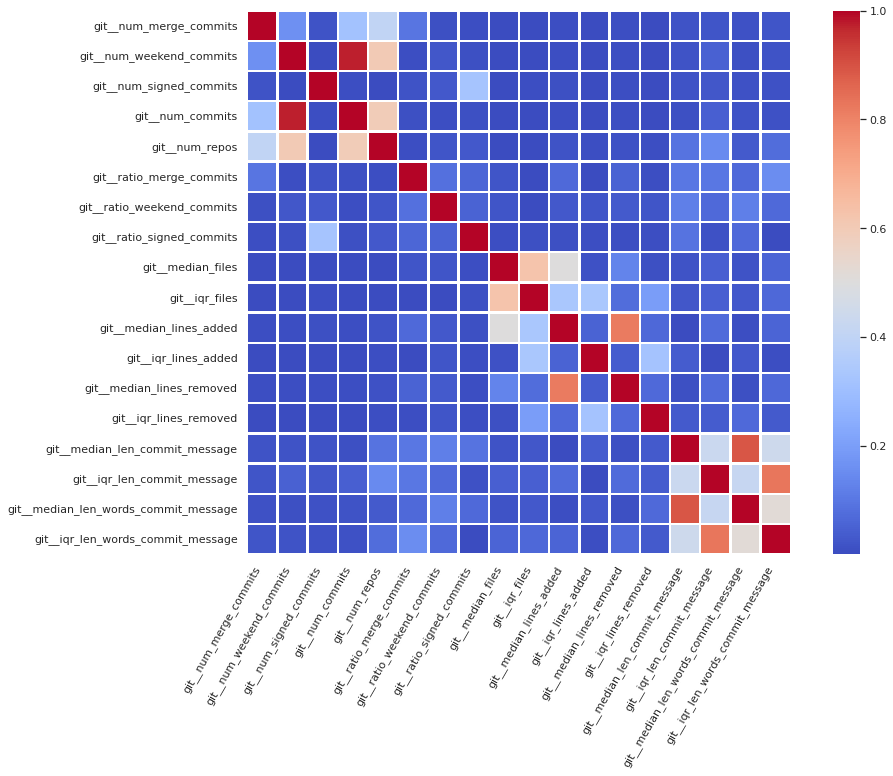 git__num_merge_commits
git__num_weekend_commits
git__num_signed_commits
git__num_commits
git__num_repos
git__ratio_merge_commits
git__ratio_weekend_commits
git__ratio_signed_commits
git__median_files
git__iqr_files
git__median_lines_added
git__iqr_lines_added
git__median_lines_removed
git__iqr_lines_removed
git__median_len_commit_message
git__iqr_len_commit_message
git__median_len_words_commit_message
git__iqr_len_words_commit_message
git__num_merge_commits
git__num_weekend_commits
git__num_signed_commits
git__num_commits
git__num_repos
git__ratio_merge_commits
git__ratio_weekend_commits
git__ratio_signed_commits
git__median_files
git__iqr_files
git__median_lines_added
git__iqr_lines_added
git__median_lines_removed
git__iqr_lines_removed
git__median_len_commit_message
git__iqr_len_commit_message
git__median_len_words_commit_message
git__iqr_len_words_commit_message
1.0
0.8
0.6
0.4
0.2